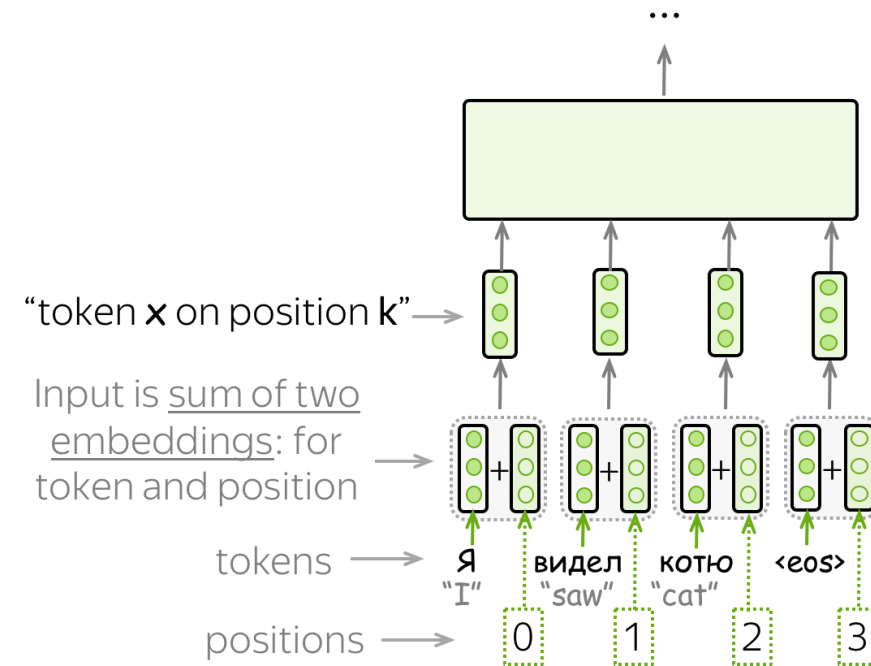 ...
“token x on position k”
Input is sum of two
embeddings: for
token and position
+ + + +
tokens Я видел котю <eos>
“I” “saw” “cat”
positions 0 1 2 3